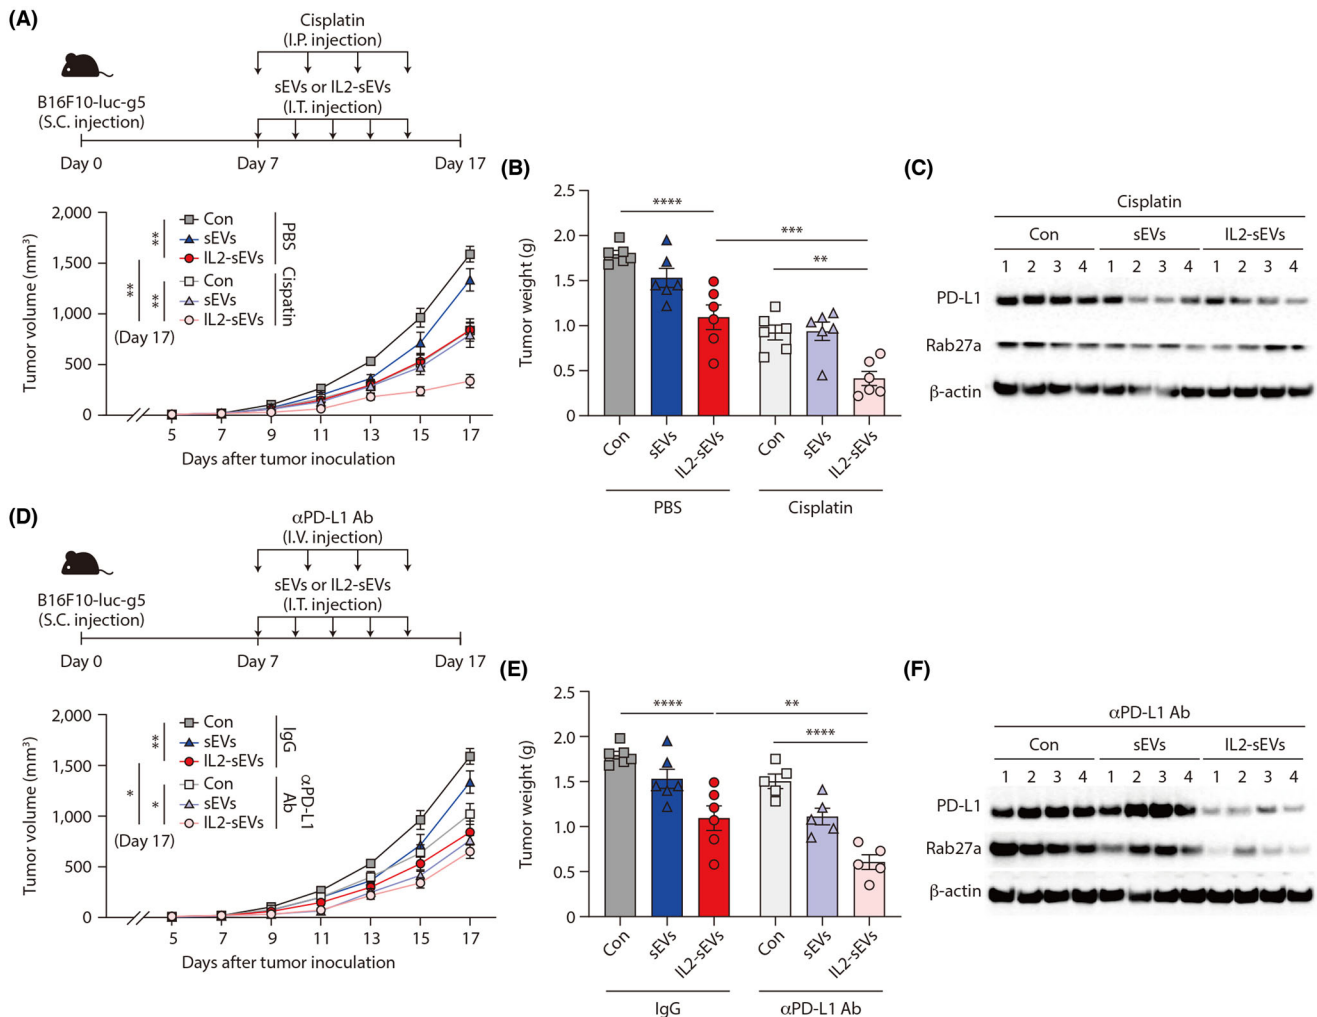 (A)
Cisplatin
(I.P. injection)
sEVs or IL2-sEVs
(I.T. injection)
B16F10-luc-g5
(S.C. injection)
Day 0
Day 7
Day 17
Tumor volume (mm³)
2,000
1,500
1,000
500
0
5 7 9 11 13 15 17
Days after tumor inoculation
** Con
sEVs
IL2-sEVs
PBS
** ** Con
sEVs
IL2-sEVs
Cispatin
(Day 17)
(B)
Tumor weight (g)
2.5
2.0
1.5
1.0
0.5
0
****
***
**
Con sEVs IL2-sEVs Con sEVs IL2-sEVs
PBS Cisplatin
(C)
Cisplatin
Con sEVs IL2-sEVs
1 2 3 4 1 2 3 4 1 2 3 4
PD-L1
Rab27a
β-actin
(D)
αPD-L1 Ab
(I.V. injection)
sEVs or IL2-sEVs
(I.T. injection)
B16F10-luc-g5
(S.C. injection)
Day 0
Day 7
Day 17
Tumor volume (mm³)
2,000
1,500
1,000
500
0
5 7 9 11 13 15 17
Days after tumor inoculation
** Con
sEVs
IL2-sEVs
IgG
* * Con
sEVs
IL2-sEVs
αPD-L1
Ab
(Day 17)
(E)
Tumor weight (g)
2.5
2.0
1.5
1.0
0.5
0
****
**
****
Con sEVs IL2-sEVs Con sEVs IL2-sEVs
IgG αPD-L1 Ab
(F)
αPD-L1 Ab
Con sEVs IL2-sEVs
1 2 3 4 1 2 3 4 1 2 3 4
PD-L1
Rab27a
β-actin